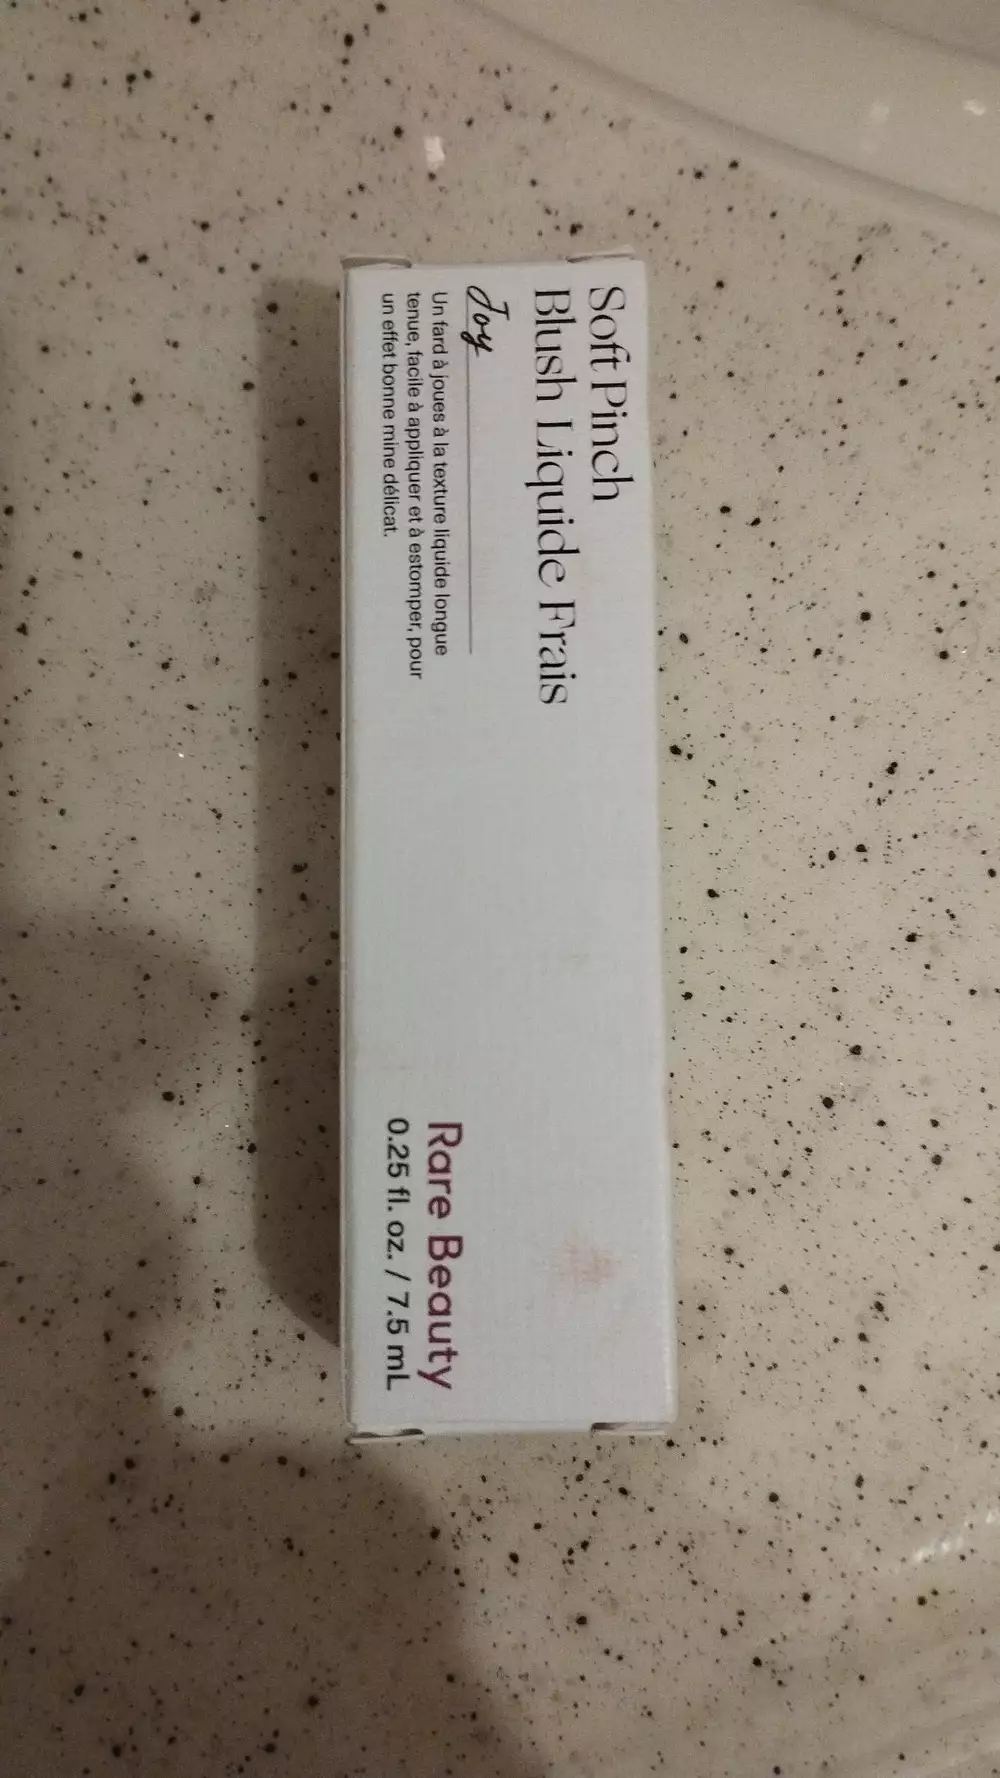 Soft Pinch
Blush Liquide Frais
Joy
Un fard à joues à la texture liquide longue
tenue, facile à appliquer et à estomper, pour
un effet bonne mine délicat.
Rare Beauty
0.25 fl. oz. / 7.5 mL